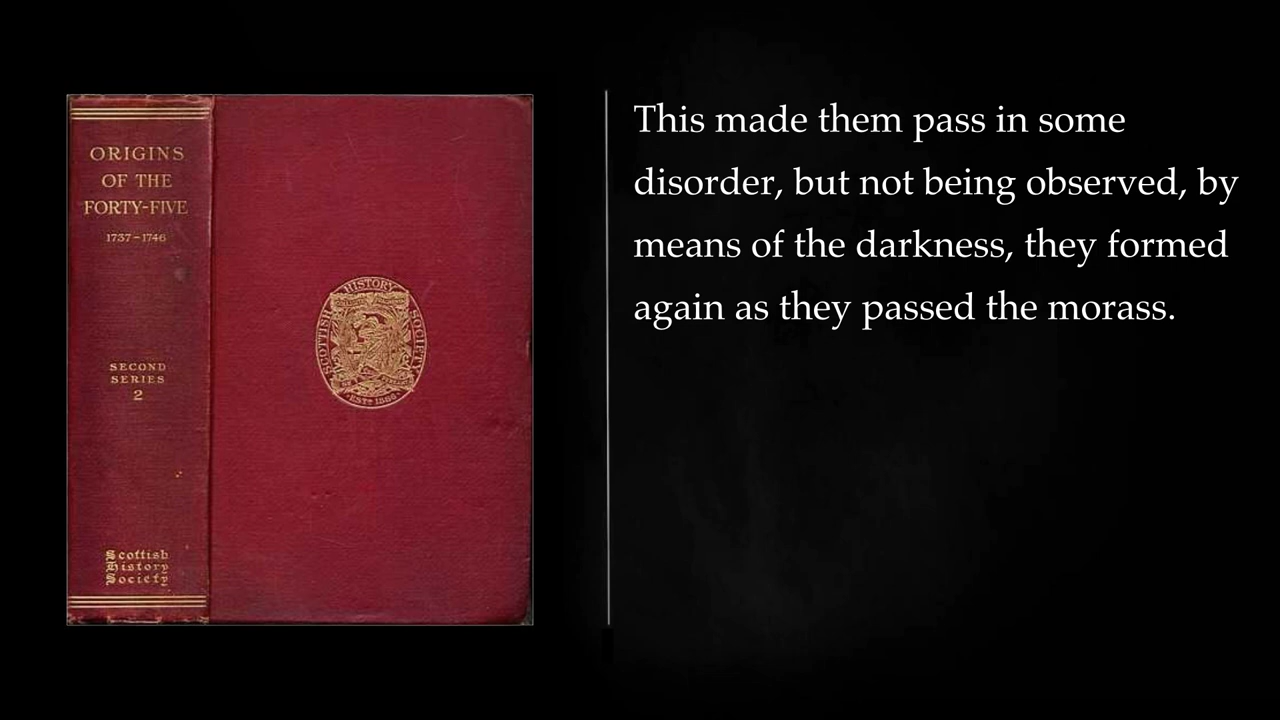 ORIGINS
OF THE
FORTY-FIVE
1737-1746
SECOND
SERIES
2
Scottish
History
Society
SCOTTISH HISTORY SOCIETY
·ESTD 1886·
This made them pass in some
disorder, but not being observed, by
means of the darkness, they formed
again as they passed the morass.